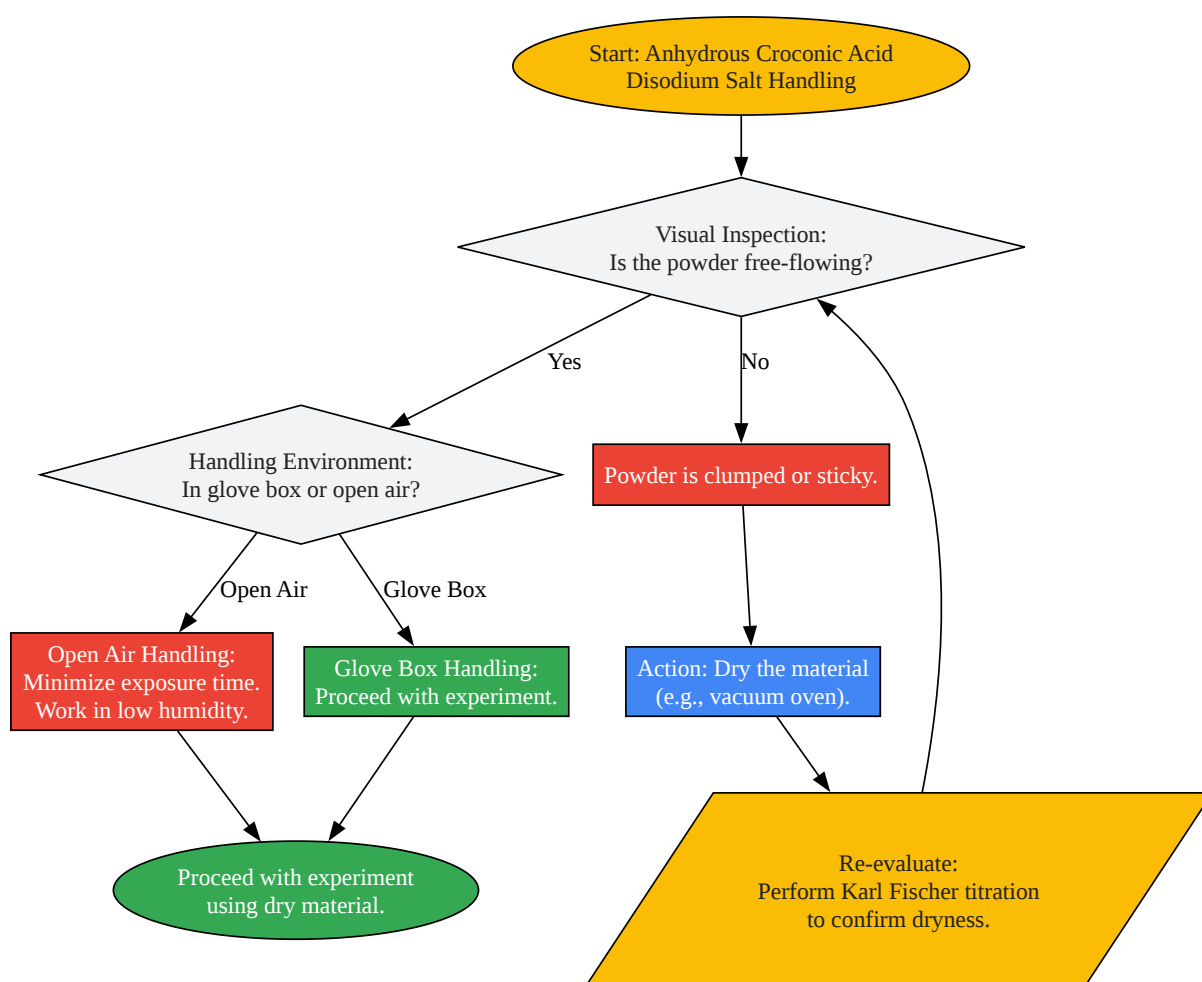 Start: Anhydrous Croconic Acid
Disodium Salt Handling
Visual Inspection:
Is the powder free-flowing?
Yes
No
Handling Environment:
In glove box or open air?
Powder is clumped or sticky.
Open Air
Glove Box
Open Air Handling:
Minimize exposure time.
Work in low humidity.
Glove Box Handling:
Proceed with experiment.
Action: Dry the material
(e.g., vacuum oven).
Proceed with experiment
using dry material.
Re-evaluate:
Perform Karl Fischer titration
to confirm dryness.